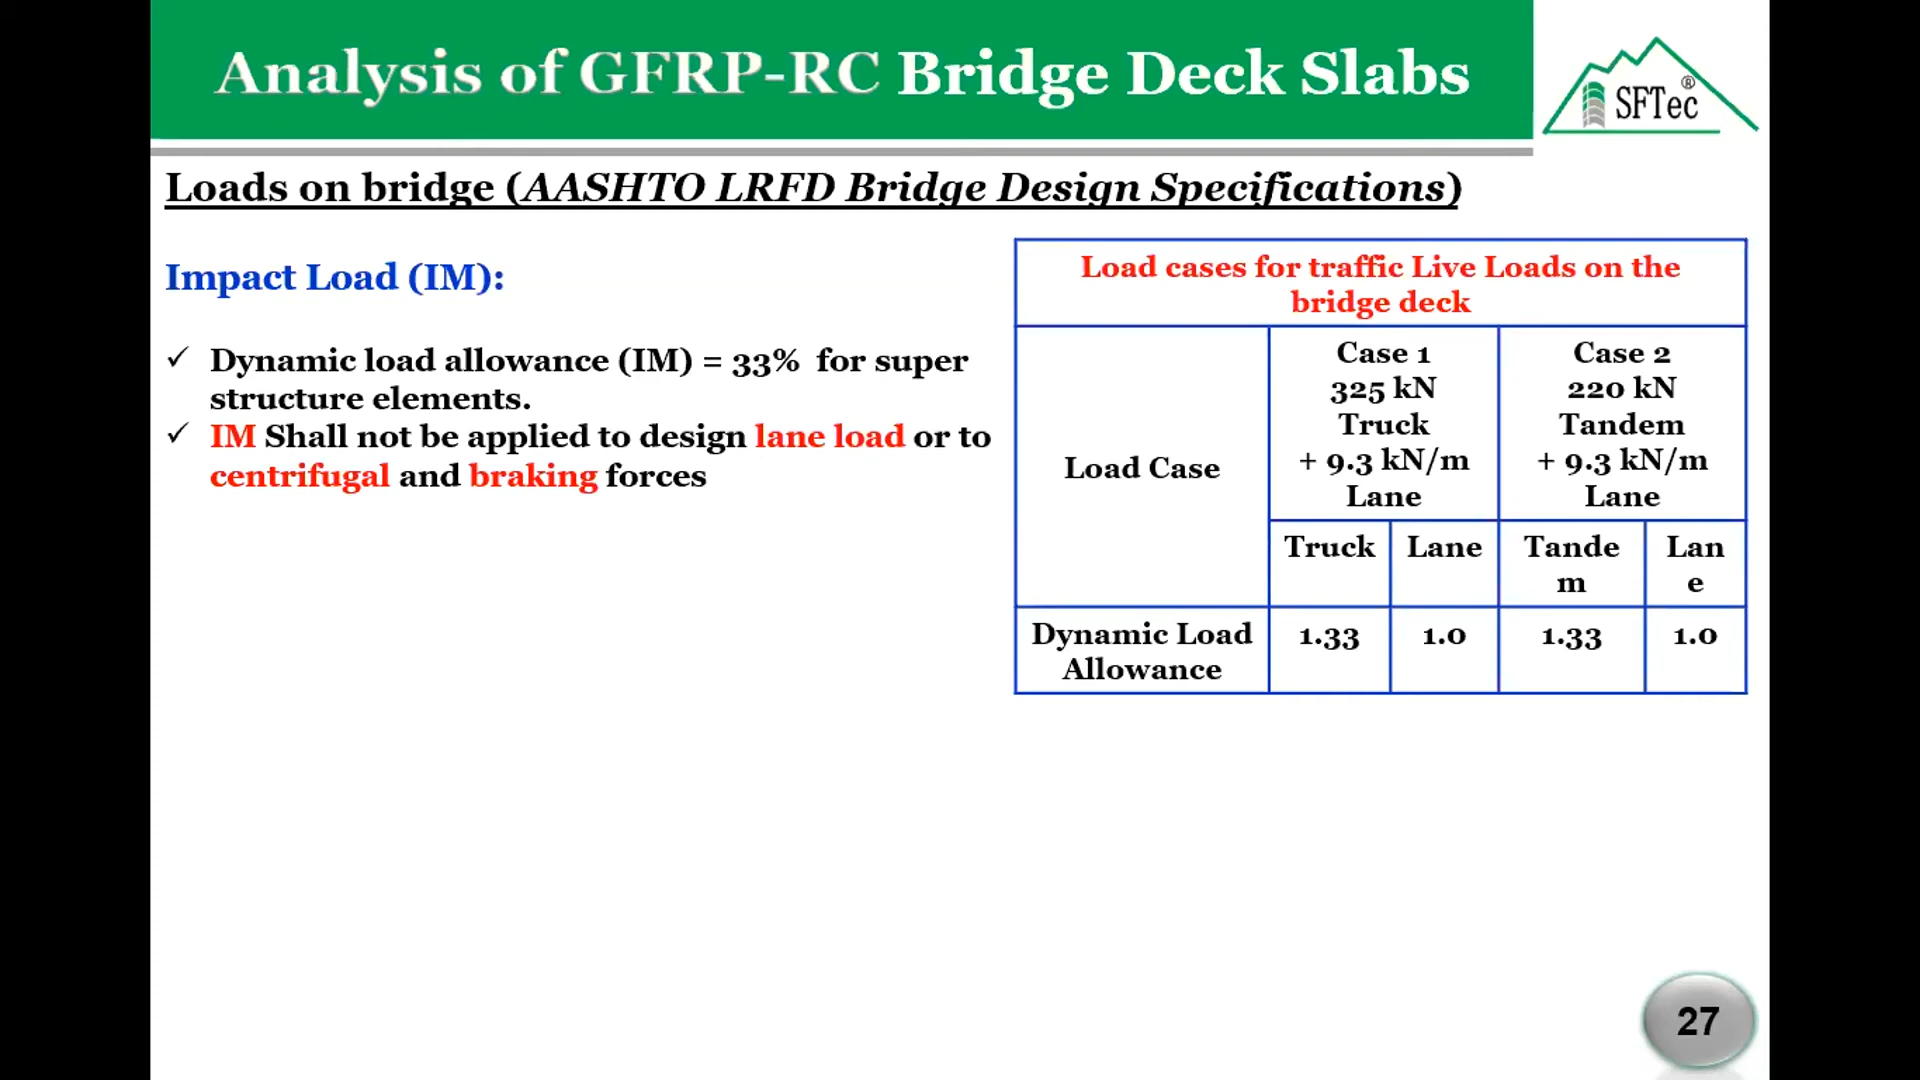 Analysis of GFRP-RC Bridge Deck Slabs
SFTec®
Loads on bridge (AASHTO LRFD Bridge Design Specifications)
Impact Load (IM):
✓ Dynamic load allowance (IM) = 33% for super
structure elements.
✓ IM Shall not be applied to design lane load or to
centrifugal and braking forces
Load cases for traffic Live Loads on the
bridge deck
Load Case
Case 1
325 kN
Truck
+ 9.3 kN/m
Lane
Case 2
220 kN
Tandem
+ 9.3 kN/m
Lane
Truck
Lane
Tande
m
Lan
e
Dynamic Load
Allowance
1.33
1.0
1.33
1.0
27